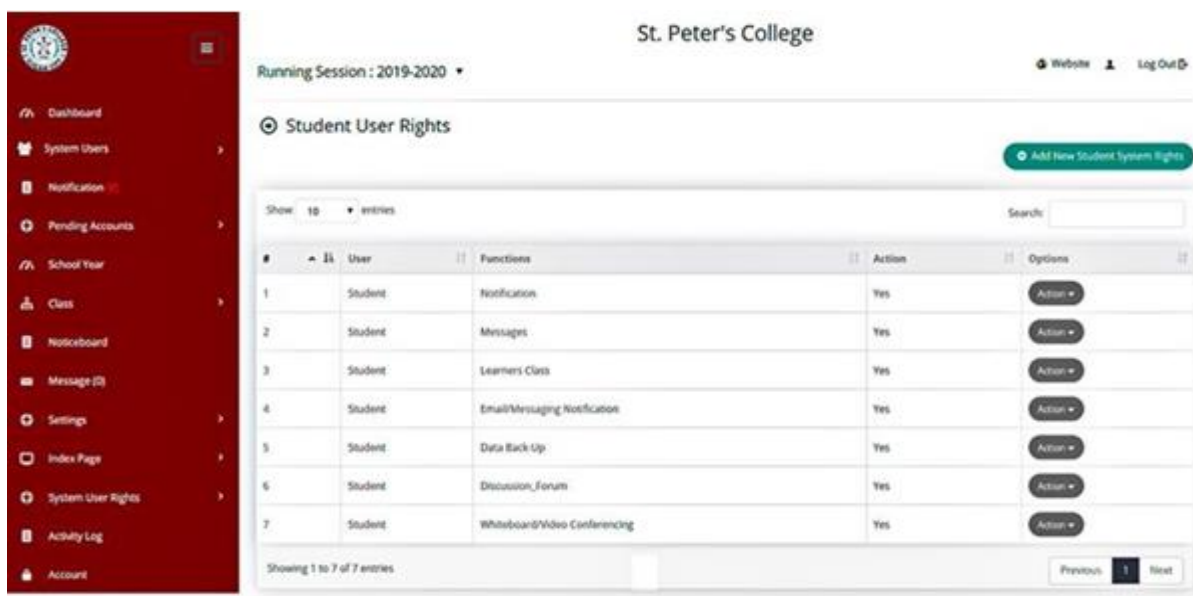 St. Peter's College
Running Session : 2019-2020
Website Log Out
Dashboard
System Users
Notification
Pending Accounts
School Year
Class
Noticeboard
Message (0)
Settings
Index Page
System User Rights
Activity Log
Account
Student User Rights
Add New Student System Rights
Show 10 entries Search:
# User Functions Action Options
1 Student Notification Yes Action
2 Student Messages Yes Action
3 Student Learners Class Yes Action
4 Student Email/Messaging Notification Yes Action
5 Student Data Back Up Yes Action
6 Student Discussion_Forum Yes Action
7 Student Whiteboard/Video Conferencing Yes Action
Showing 1 to 7 of 7 entries Previous 1 Next